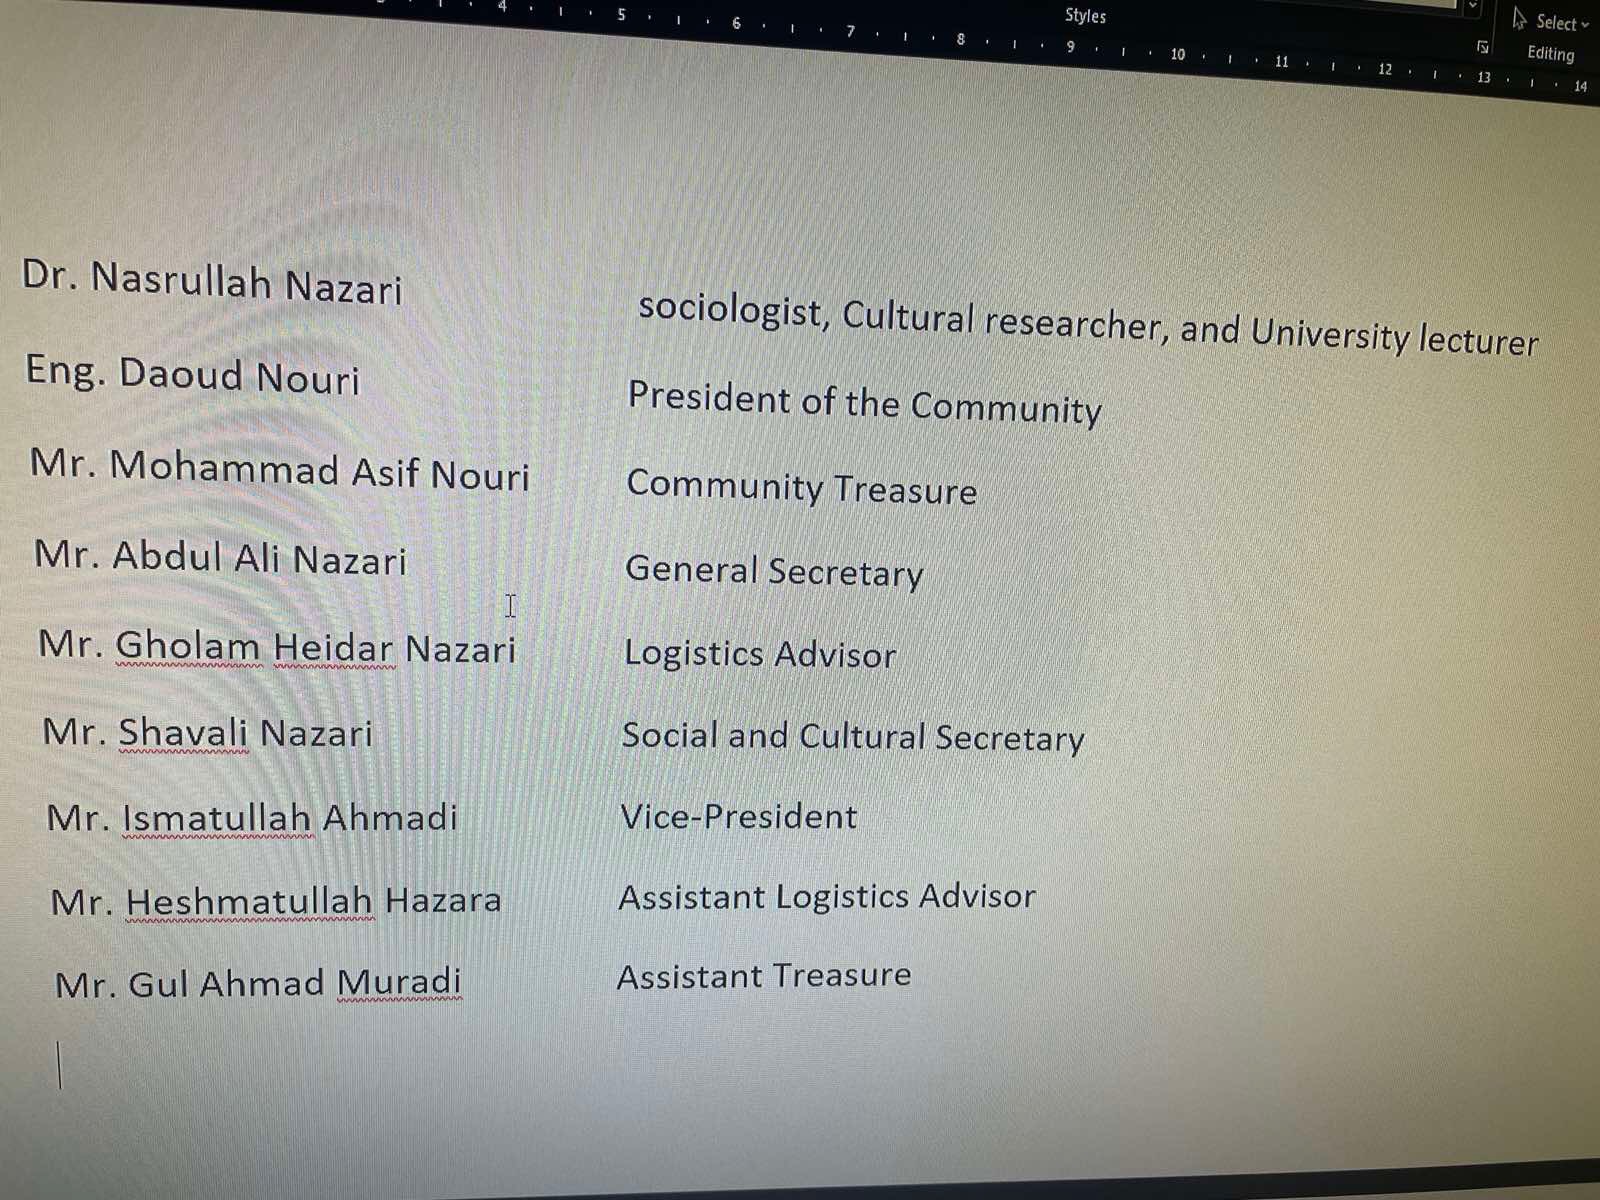 Styles
Select
Editing
4 5 6 7 8 9 10 11 12 13 14
Dr. Nasrullah Nazari sociologist, Cultural researcher, and University lecturer
Eng. Daoud Nouri President of the Community
Mr. Mohammad Asif Nouri Community Treasure
Mr. Abdul Ali Nazari General Secretary
Mr. Gholam Heidar Nazari Logistics Advisor
Mr. Shavali Nazari Social and Cultural Secretary
Mr. Ismatullah Ahmadi Vice-President
Mr. Heshmatullah Hazara Assistant Logistics Advisor
Mr. Gul Ahmad Muradi Assistant Treasure